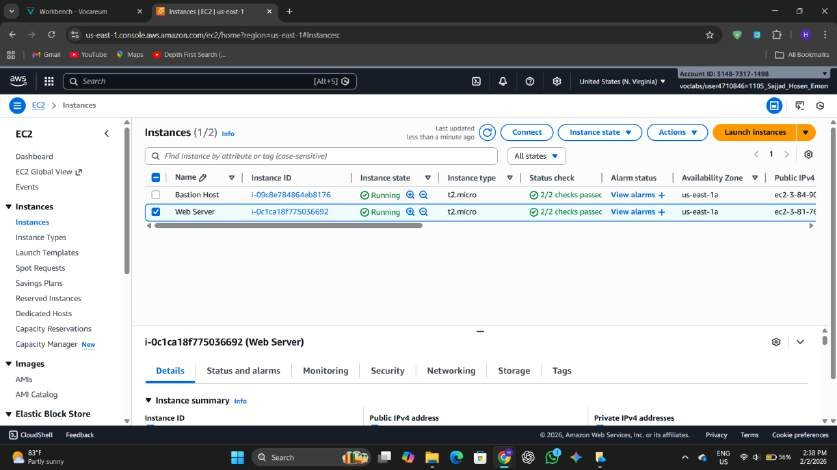 Workbench - Vocareum
Instances | EC2 | us-east-1
us-east-1.console.aws.amazon.com/ec2/home?region=us-east-1#Instances:
Gmail YouTube Maps Depth First Search (...
All Bookmarks
aws
Search [Alt+S]
United States (N. Virginia)
Account ID: 3148-7317-1498
voclabs/user4710846=1105_Sajjad_Hosen_Emon
EC2 > Instances
EC2
Dashboard
EC2 Global View
Events
Instances
Instances
Instance Types
Launch Templates
Spot Requests
Savings Plans
Reserved Instances
Dedicated Hosts
Capacity Reservations
Capacity Manager New
Images
AMIs
AMI Catalog
Elastic Block Store
Instances (1/2) Info
Last updated
less than a minute ago
Connect
Instance state
Actions
Launch instances
Find Instance by attribute or tag (case-sensitive)
All states
1
Name Instance ID Instance state Instance type Status check Alarm status Availability Zone Public IPv4
Bastion Host i-09c8e784864eb8176 Running t2.micro 2/2 checks passec View alarms + us-east-1a ec2-3-84-90
Web Server i-0c1ca18f775036692 Running t2.micro 2/2 checks passec View alarms + us-east-1a ec2-3-81-76
i-0c1ca18f775036692 (Web Server)
Details Status and alarms Monitoring Security Networking Storage Tags
Instance summary Info
Instance ID Public IPv4 address Private IPv4 addresses
CloudShell Feedback
© 2026, Amazon Web Services, Inc. or its affiliates. Privacy Terms Cookie preferences
83°F
Partly sunny
Search
ENG
US
56%
2:38 PM
2/2/2026